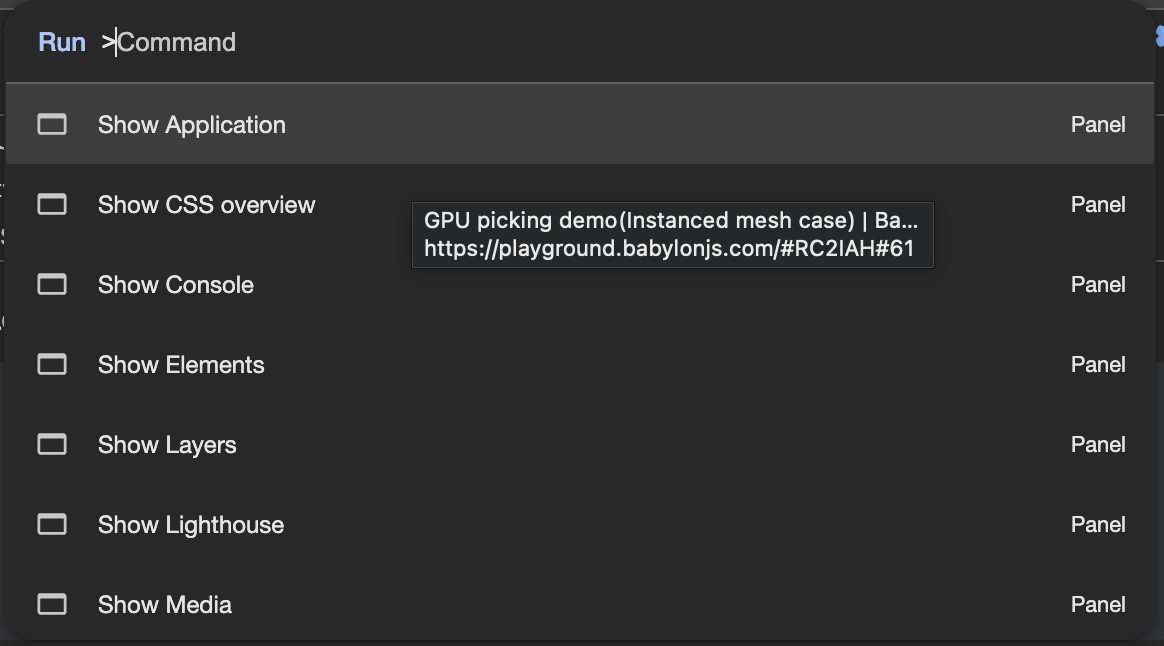 Run >Command
Show Application Panel
Show CSS overview Panel
GPU picking demo(Instanced mesh case) | Ba...
https://playground.babylonjs.com/#RC2IAH#61
Show Console Panel
Show Elements Panel
Show Layers Panel
Show Lighthouse Panel
Show Media Panel